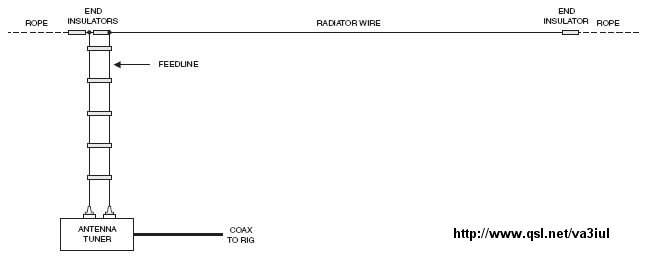 END
INSULATORS
ROPE
RADIATOR WIRE
END
INSULATOR
ROPE
FEEDLINE
ANTENNA
TUNER
COAX
TO RIG
http://www.qsl.net/va3iul